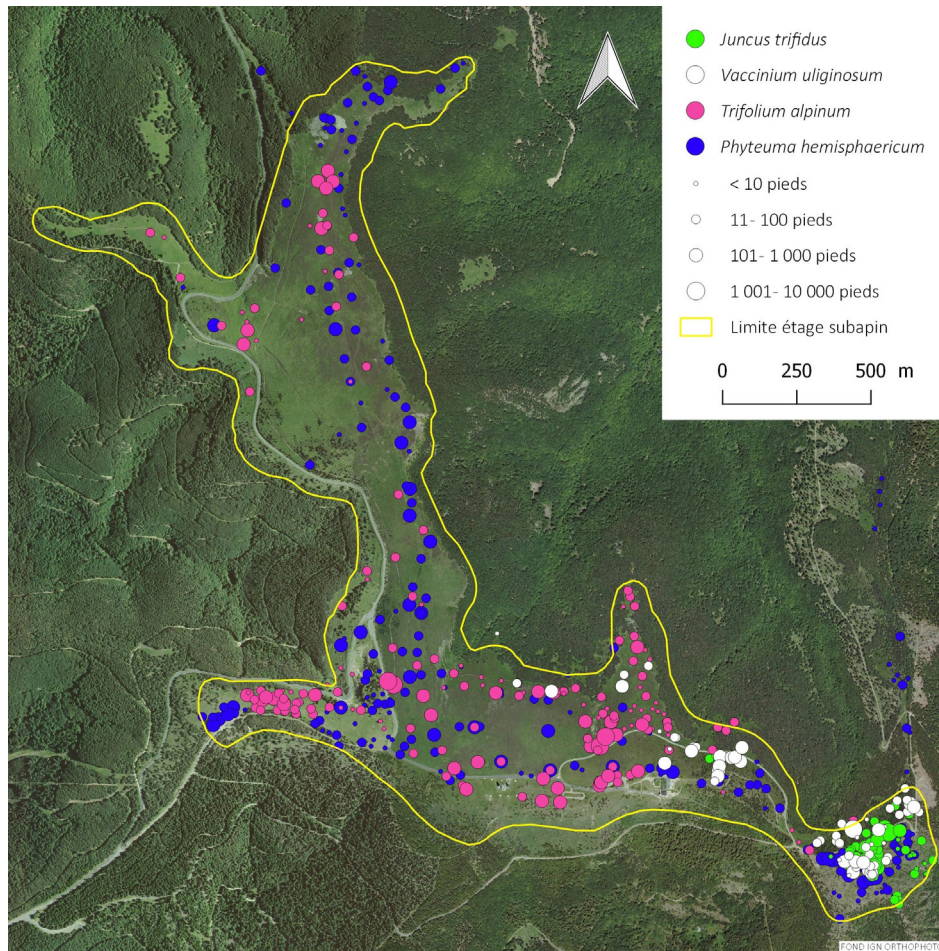 Juncus trifidus
Vaccinium uliginosum
Trifolium alpinum
Phyteuma hemisphaericum
< 10 pieds
11- 100 pieds
101- 1 000 pieds
1 001- 10 000 pieds
Limite étage subapin
0 250 500 m
FOND IGN ORTHOPHOTO